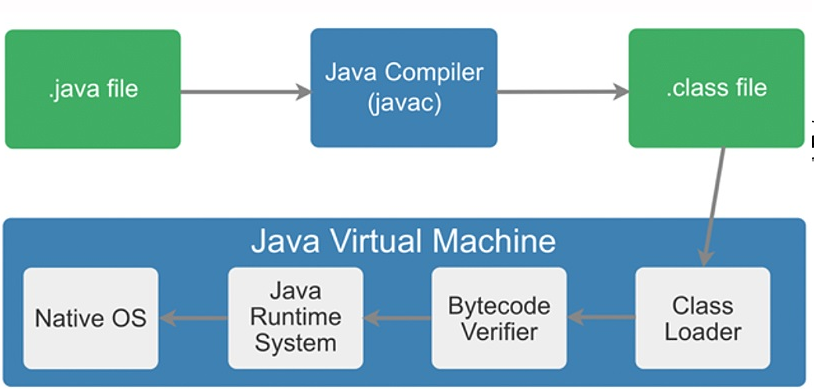 .java file
Java Compiler
(javac)
.class file
Java Virtual Machine
Native OS
Java
Runtime
System
Bytecode
Verifier
Class
Loader